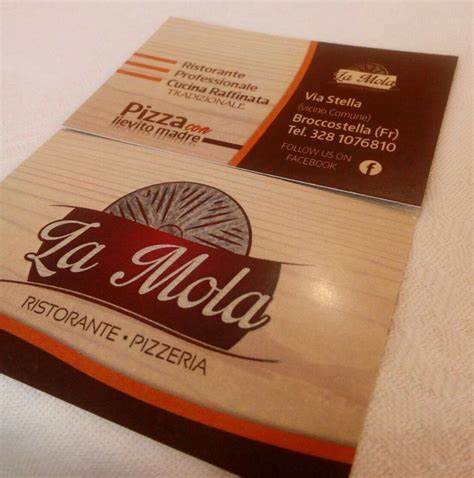 Ristorante
Professionale
Cucina Raffinata
TRADIZIONALE
Pizza con
lievito madre
La Mola
Via Stella
(vicino Comune)
Broccostella (Fr)
Tel. 328 1076810
FOLLOW US ON
FACEBOOK
f
La Mola
RISTORANTE • PIZZERIA